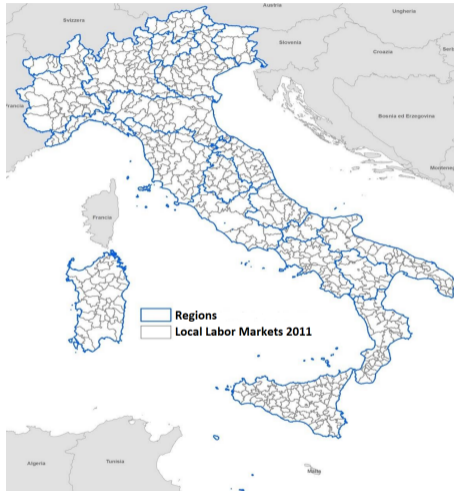 Austria
Ungheria
Svizzera
Slovenia
Croazia
Francia
Bosnia ed Erzegovina
Francia
Regions
Local Labor Markets 2011
Algeria
Tunisia
Malta